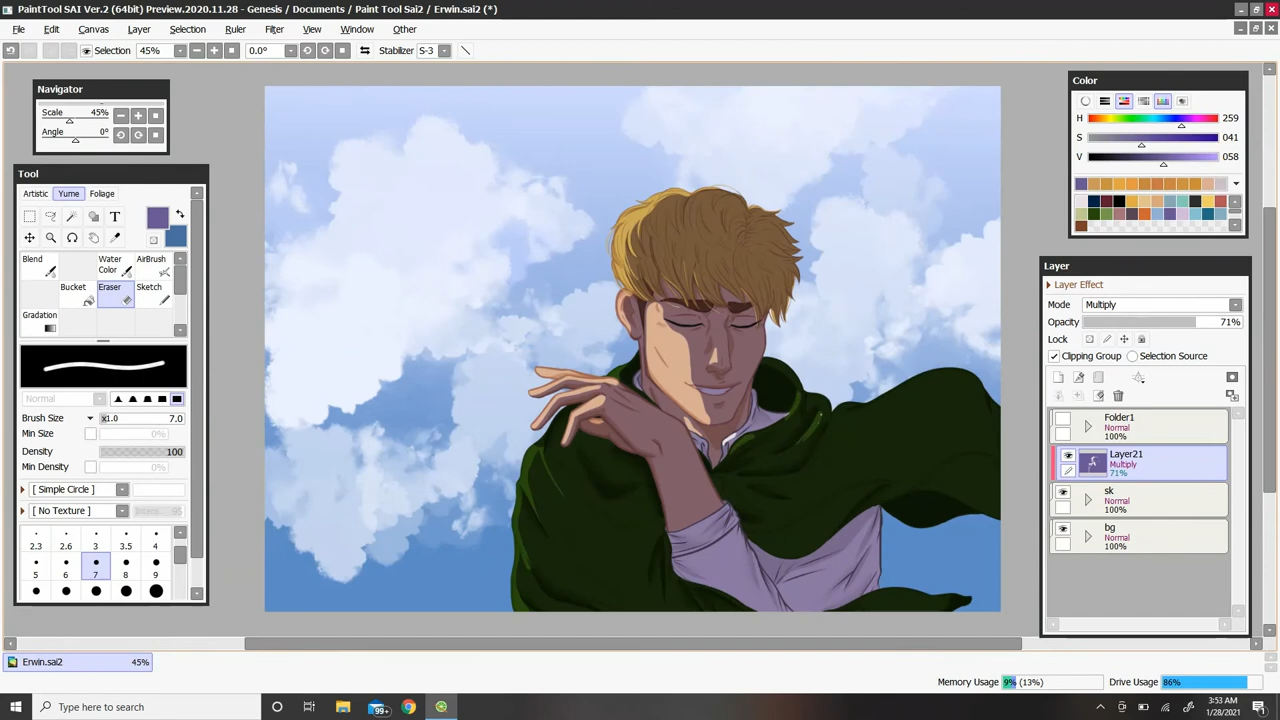 PaintTool SAI Ver.2 (64bit) Preview.2020.11.28 - Genesis / Documents / Paint Tool Sai2 / Erwin.sai2 (*)
File Edit Canvas Layer Selection Ruler Filter View Window Other
Selection 45% 0.0° Stabilizer S-3
Navigator
Scale 45%
Angle 0°
Tool
Artistic Yume Foliage
T
Blend Water Color AirBrush
Bucket Eraser Sketch
Gradation
Normal
Brush Size x1.0 7.0
Min Size 0%
Density 100
Min Density 0%
[ Simple Circle ]
[ No Texture ] 95
2.3 2.6 3 3.5 4
5 6 7 8 9
Color
H 259
S 041
V 058
Layer
Layer Effect
Mode Multiply
Opacity 71%
Lock
Clipping Group Selection Source
Folder1
Normal
100%
Layer21
Multiply
71%
sk
Normal
100%
bg
Normal
100%
Erwin.sai2 45%
Memory Usage 9% (13%) Drive Usage 86%
Type here to search
99+
3:53 AM
1/28/2021
1